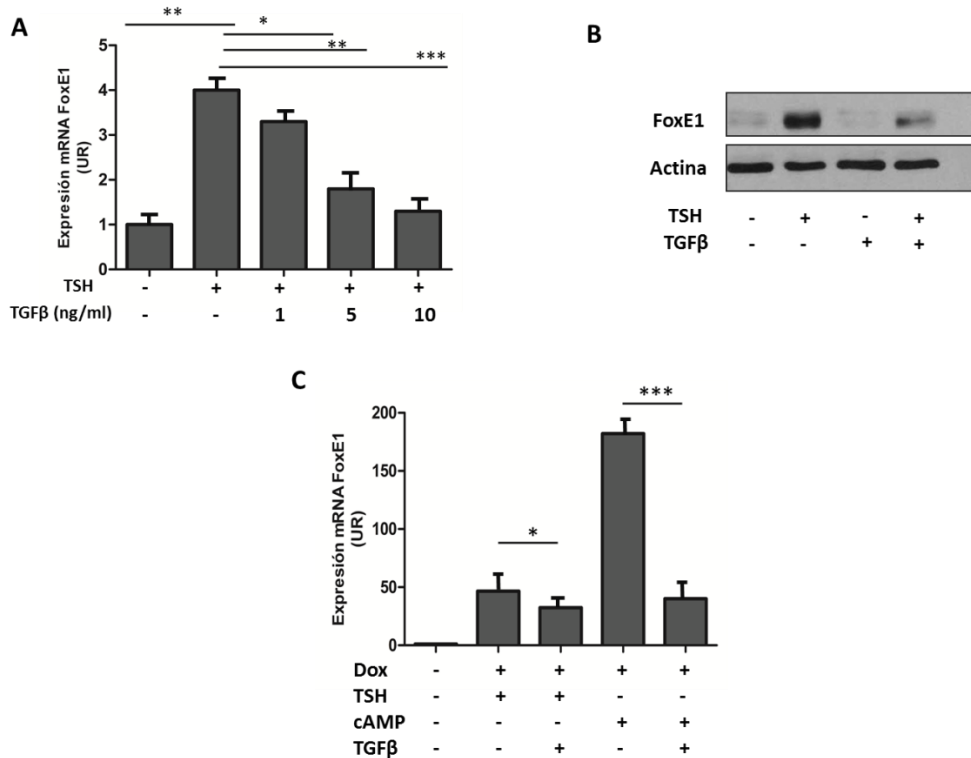 A
** * ** ***
Expresión mRNA FoxE1
(UR)
5
4
3
2
1
0
TSH - + + + +
TGFβ (ng/ml) - - 1 5 10
B
FoxE1
Actina
TSH - + - +
TGFβ - - + +
C
***
*
Expresión mRNA FoxE1
(UR)
200
150
100
50
0
Dox - + + + +
TSH - + + - -
cAMP - - - + +
TGFβ - - + - +